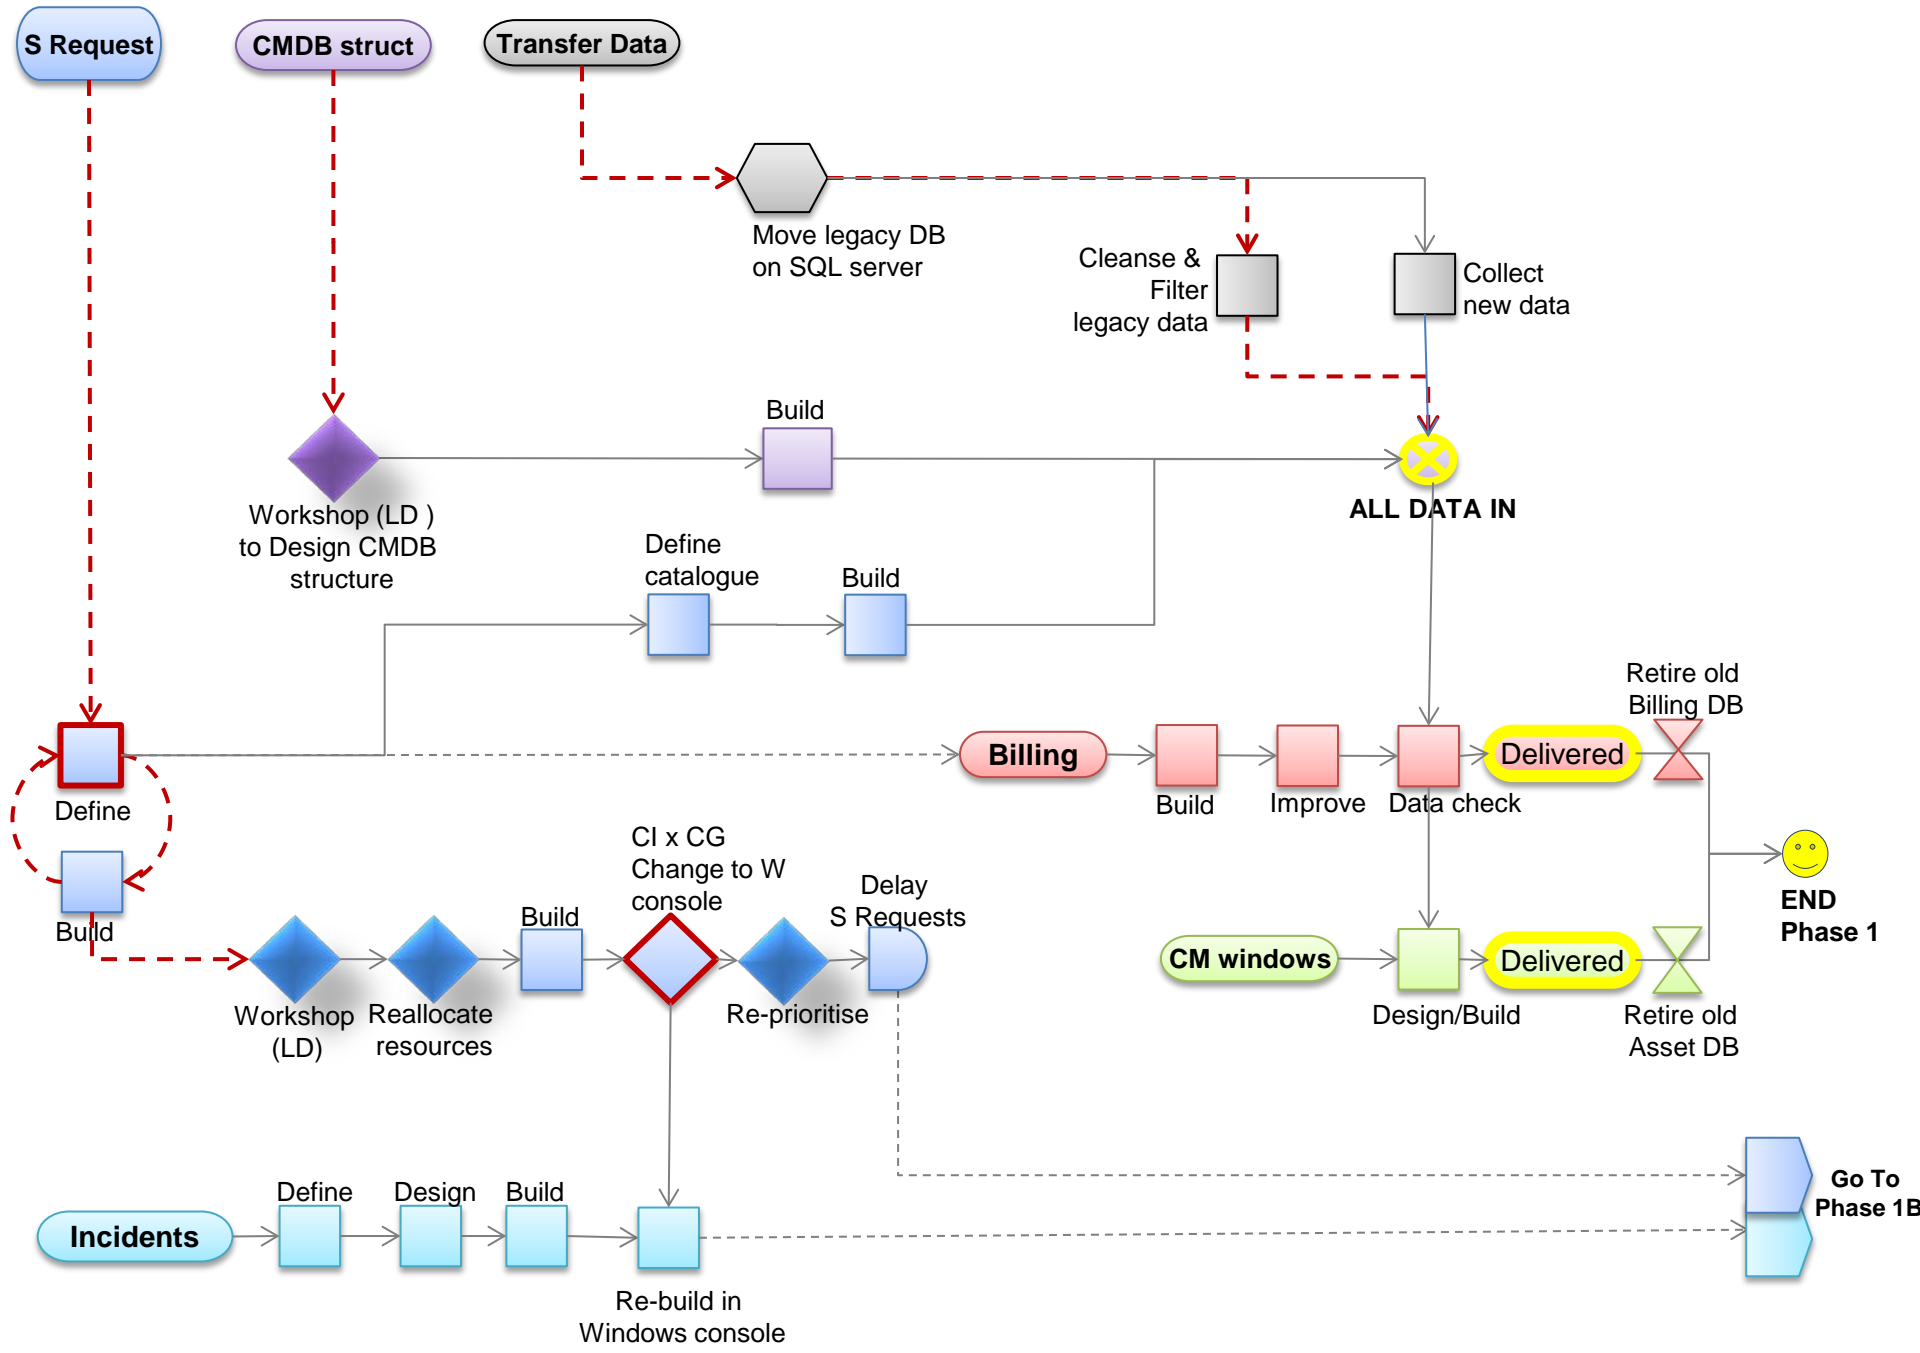 S Request
CMDB struct
Transfer Data
Move legacy DB
on SQL server
Cleanse &
Filter
legacy data
Collect
new data
Build
Workshop (LD )
to Design CMDB
structure
ALL DATA IN
Define
catalogue
Build
Retire old
Billing DB
Billing
Delivered
Define
Build
Improve
Data check
CI x CG
Change to W
console
Delay
S Requests
END
Phase 1
Build
Build
CM windows
Delivered
Workshop
(LD)
Reallocate
resources
Re-prioritise
Design/Build
Retire old
Asset DB
Define
Design
Build
Go To
Phase 1B
Incidents
Re-build in
Windows console